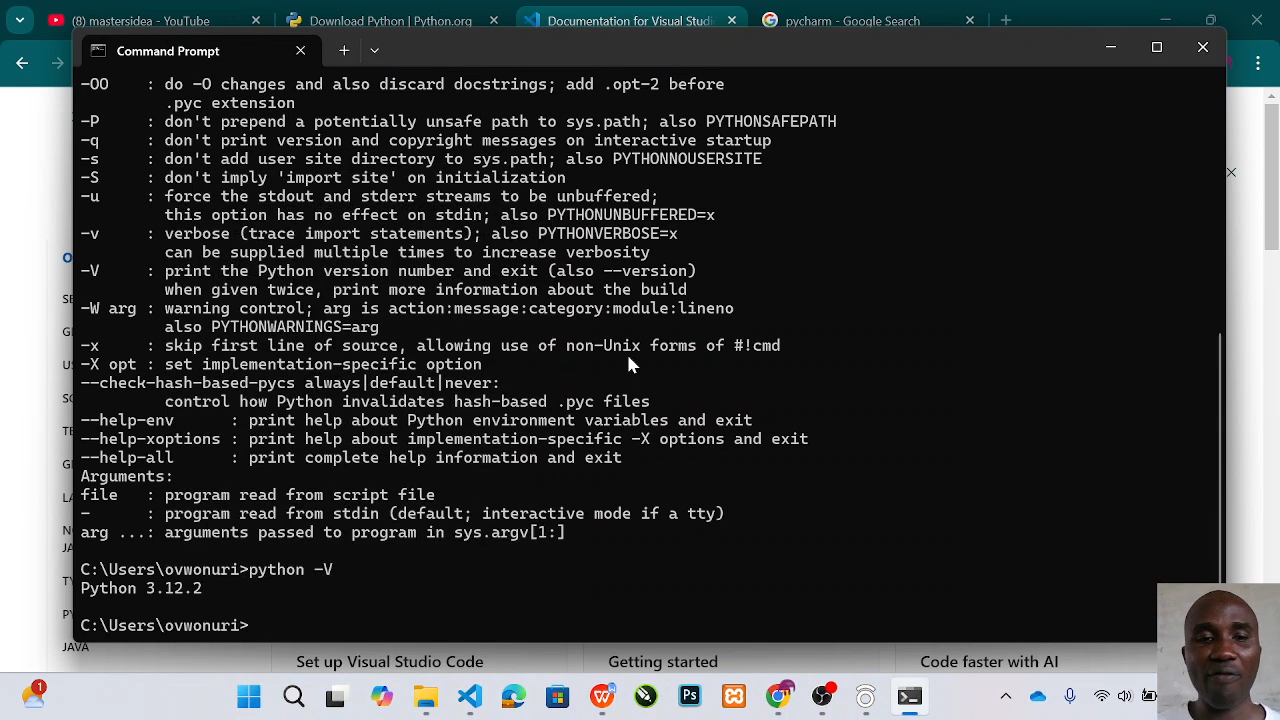 6) mastersidea - YouTube
Download Python | Python.org
Documentation for Visual Studi
pycharm - Google Search
Command Prompt
-OO : do -O changes and also discard docstrings; add .opt-2 before
.pyc extension
-P : don't prepend a potentially unsafe path to sys.path; also PYTHONSAFEPATH
-q : don't print version and copyright messages on interactive startup
-s : don't add user site directory to sys.path; also PYTHONNOUSERSITE
-S : don't imply 'import site' on initialization
-u : force the stdout and stderr streams to be unbuffered;
this option has no effect on stdin; also PYTHONUNBUFFERED=x
-v : verbose (trace import statements); also PYTHONVERBOSE=x
can be supplied multiple times to increase verbosity
-V : print the Python version number and exit (also --version)
when given twice, print more information about the build
-W arg : warning control; arg is action:message:category:module:lineno
also PYTHONWARNINGS=arg
-x : skip first line of source, allowing use of non-Unix forms of #!cmd
-X opt : set implementation-specific option
--check-hash-based-pycs always|default|never:
control how Python invalidates hash-based .pyc files
--help-env : print help about Python environment variables and exit
--help-xoptions : print help about implementation-specific -X options and exit
--help-all : print complete help information and exit
Arguments:
file : program read from script file
- : program read from stdin (default; interactive mode if a tty)
arg ...: arguments passed to program in sys.argv[1:]
C:\Users\ovwonuri>python -V
Python 3.12.2
C:\Users\ovwonuri>
JAVA
Set up Visual Studio Code
Getting started
Code faster with AI
1
Ps